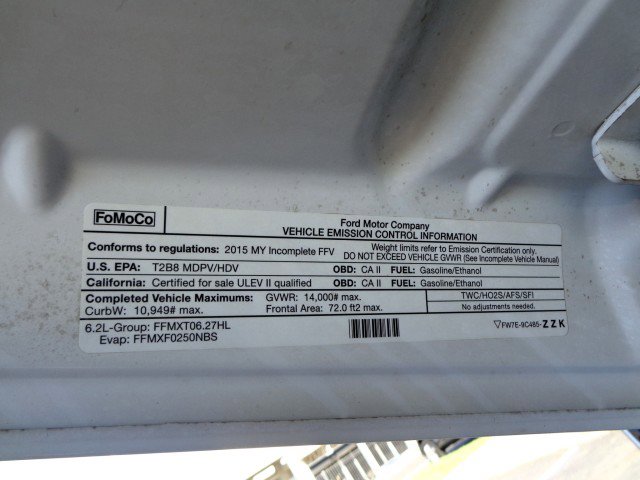 FoMoCo
Ford Motor Company
VEHICLE EMISSION CONTROL INFORMATION
Conforms to regulations: 2015 MY Incomplete FFV
Weight limits refer to Emission Certification only.
DO NOT EXCEED VEHICLE GVWR (See Incomplete Vehicle Manual)
U.S. EPA: T2B8 MDPV/HDV OBD: CA II FUEL: Gasoline/Ethanol
California: Certified for sale ULEV II qualified OBD: CA II FUEL: Gasoline/Ethanol
Completed Vehicle Maximums: GVWR: 14,000# max.
CurbW: 10,949# max. Frontal Area: 72.0 ft2 max.
TWC/HO2S/AFS/SFI
No adjustments needed.
6.2L-Group: FFMXT06.27HL
Evap: FFMXF0250NBS
▽FW7E-9C485-ZZK